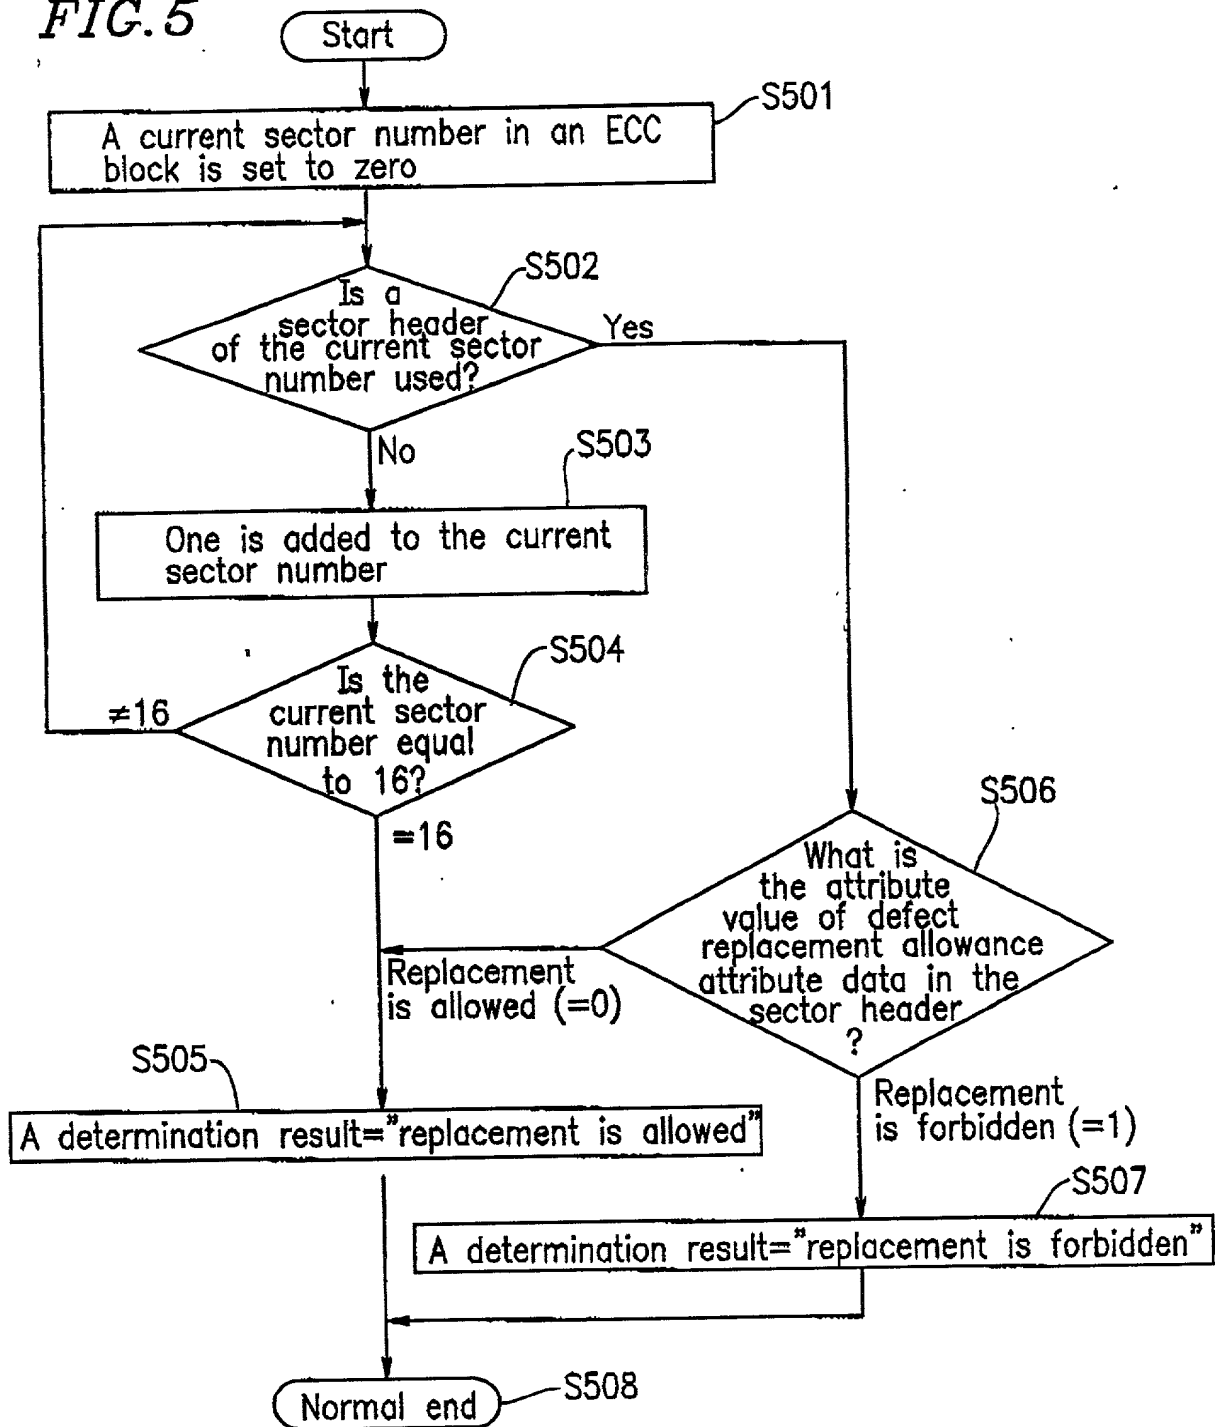 FIG.5
Start
S501
A current sector number in an ECC
block is set to zero
S502
Is a
sector header
of the current sector
number used?
Yes
No
S503
One is added to the current
sector number
S504
Is the
current sector
number equal
to 16?
≠16
=16
S506
What is
the attribute
value of defect
replacement allowance
attribute data in the
sector header
?
Replacement
is allowed (=0)
S505
A determination result="replacement is allowed"
Replacement
is forbidden (=1)
S507
A determination result="replacement is forbidden"
S508
Normal end